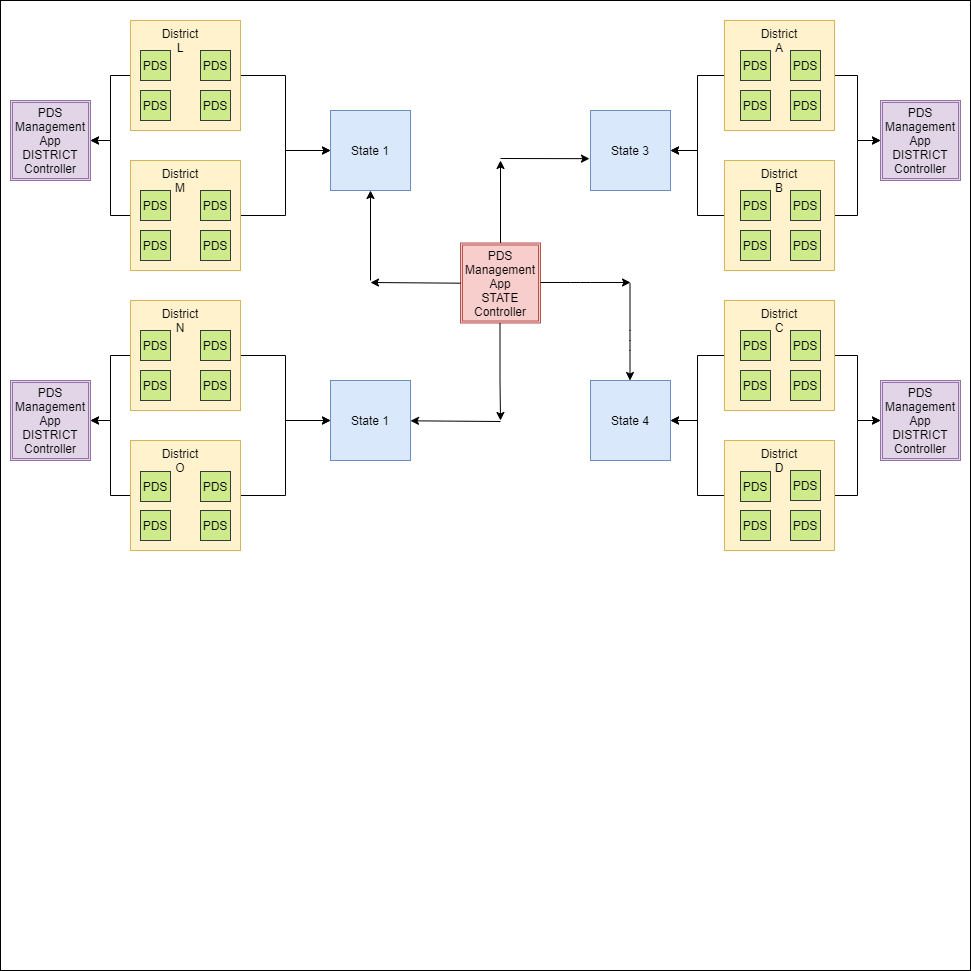 District
L
PDS
PDS
PDS
PDS
PDS
Management
App
DISTRICT
Controller
District
M
PDS
PDS
PDS
PDS
State 1
District
A
PDS
PDS
PDS
PDS
State 3
PDS
Management
App
DISTRICT
Controller
District
B
PDS
PDS
PDS
PDS
PDS
Management
App
STATE
Controller
District
N
PDS
PDS
PDS
PDS
PDS
Management
App
DISTRICT
Controller
District
O
PDS
PDS
PDS
PDS
State 1
District
C
PDS
PDS
PDS
PDS
State 4
PDS
Management
App
DISTRICT
Controller
District
D
PDS
PDS
PDS
PDS